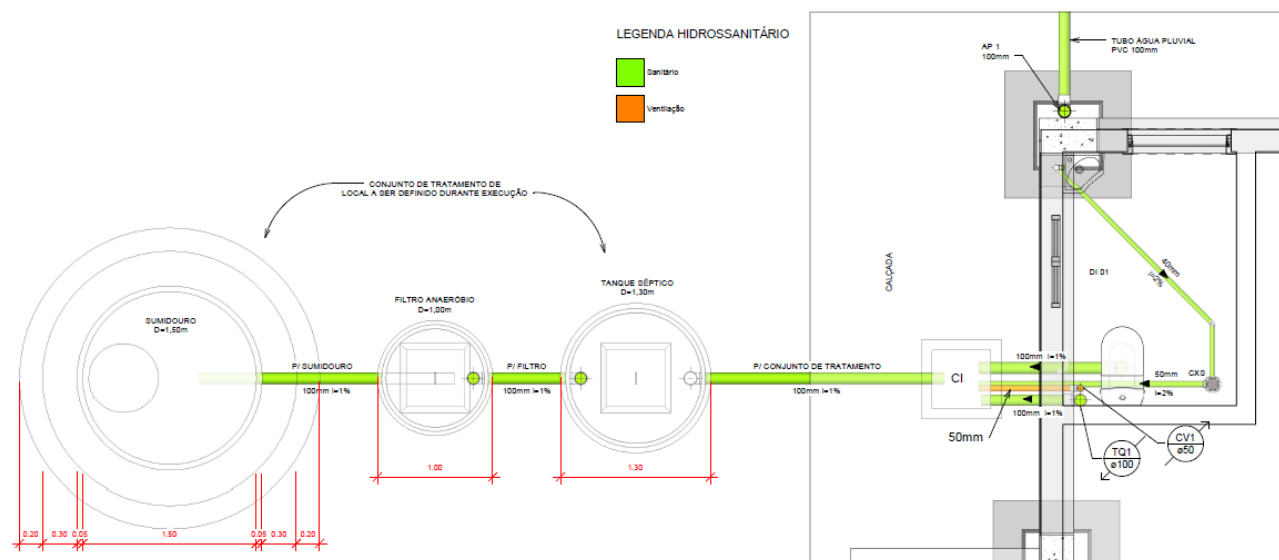 LEGENDA HIDROSSANITÁRIO
Sanitário
Ventilação
AP 1
100mm
TUBO ÁGUA PLUVIAL
PVC 100mm
CONJUNTO DE TRATAMENTO DE
LOCAL A SER DEFINIDO DURANTE EXECUÇÃO
CALÇADA
40mm
i=2%
DI 01
SUMIDOURO
D=1,50m
FILTRO ANAERÓBIO
D=1,00m
TANQUE SÉPTICO
D=1,30m
P/ SUMIDOURO
100mm i=1%
P/ FILTRO
100mm i=1%
P/ CONJUNTO DE TRATAMENTO
100mm i=1%
CI
100mm i=1%
50mm
i=2%
CXS
100mm i=1%
50mm
TQ1
ø100
CV1
ø50
1.00
1.30
0.20
0.30
0.05
1.50
0.05
0.30
0.20